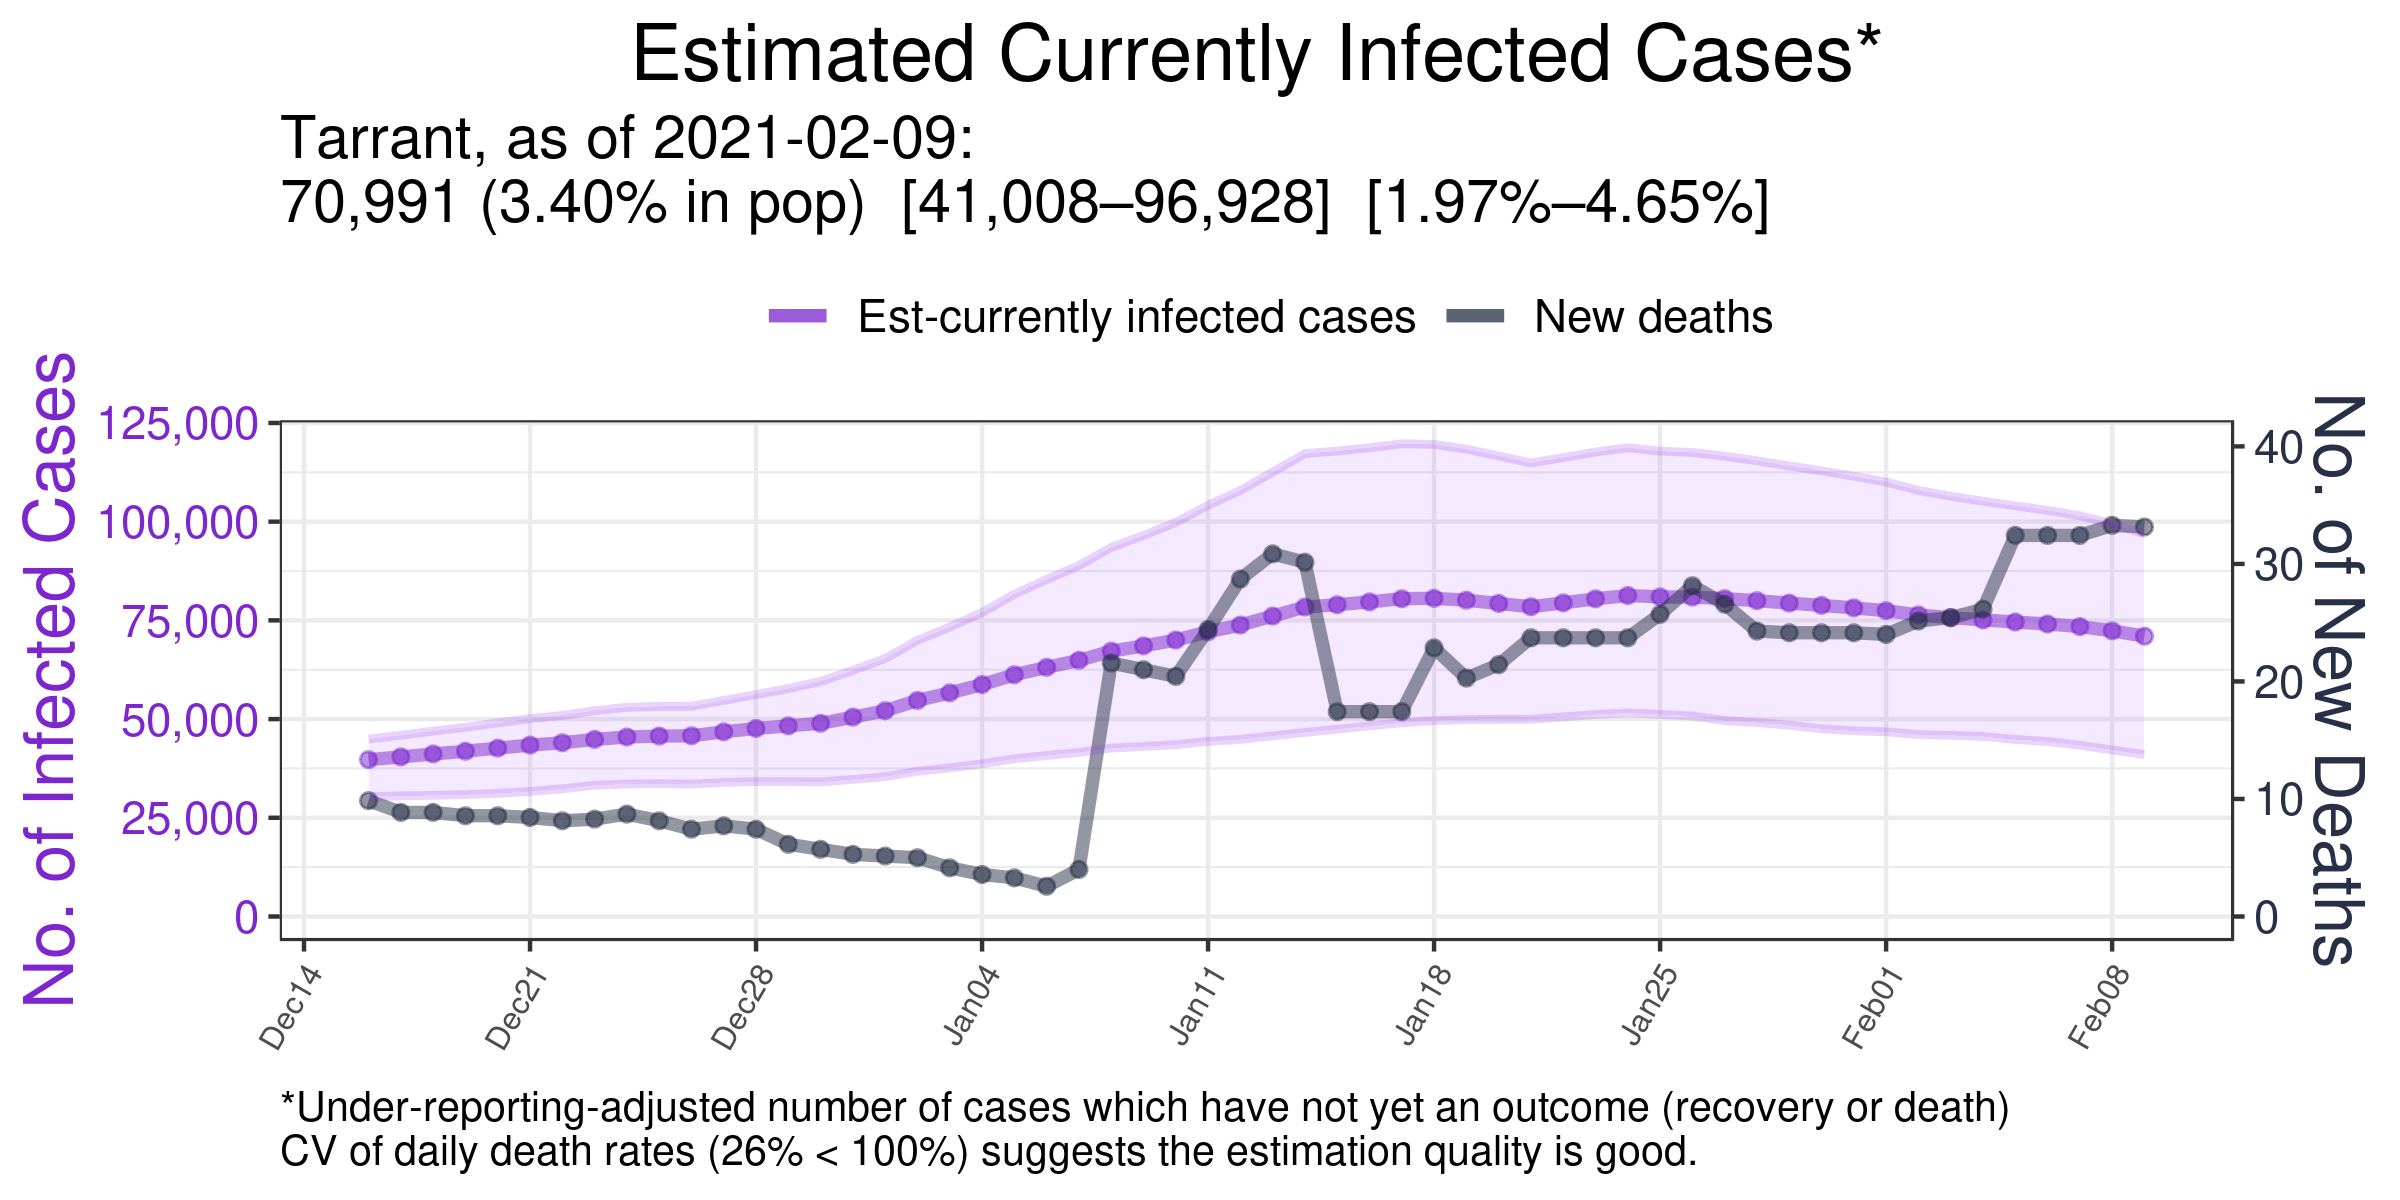 Estimated Currently Infected Cases*
Tarrant, as of 2021-02-09:
70,991 (3.40% in pop)  [41,008–96,928]  [1.97%–4.65%]
Est-currently infected cases
New deaths
No. of Infected Cases
125,000
100,000
75,000
50,000
25,000
0
40
30
20
10
0
No. of New Deaths
Dec14
Dec21
Dec28
Jan04
Jan11
Jan18
Jan25
Feb01
Feb08
*Under-reporting-adjusted number of cases which have not yet an outcome (recovery or death)
CV of daily death rates (26% < 100%) suggests the estimation quality is good.